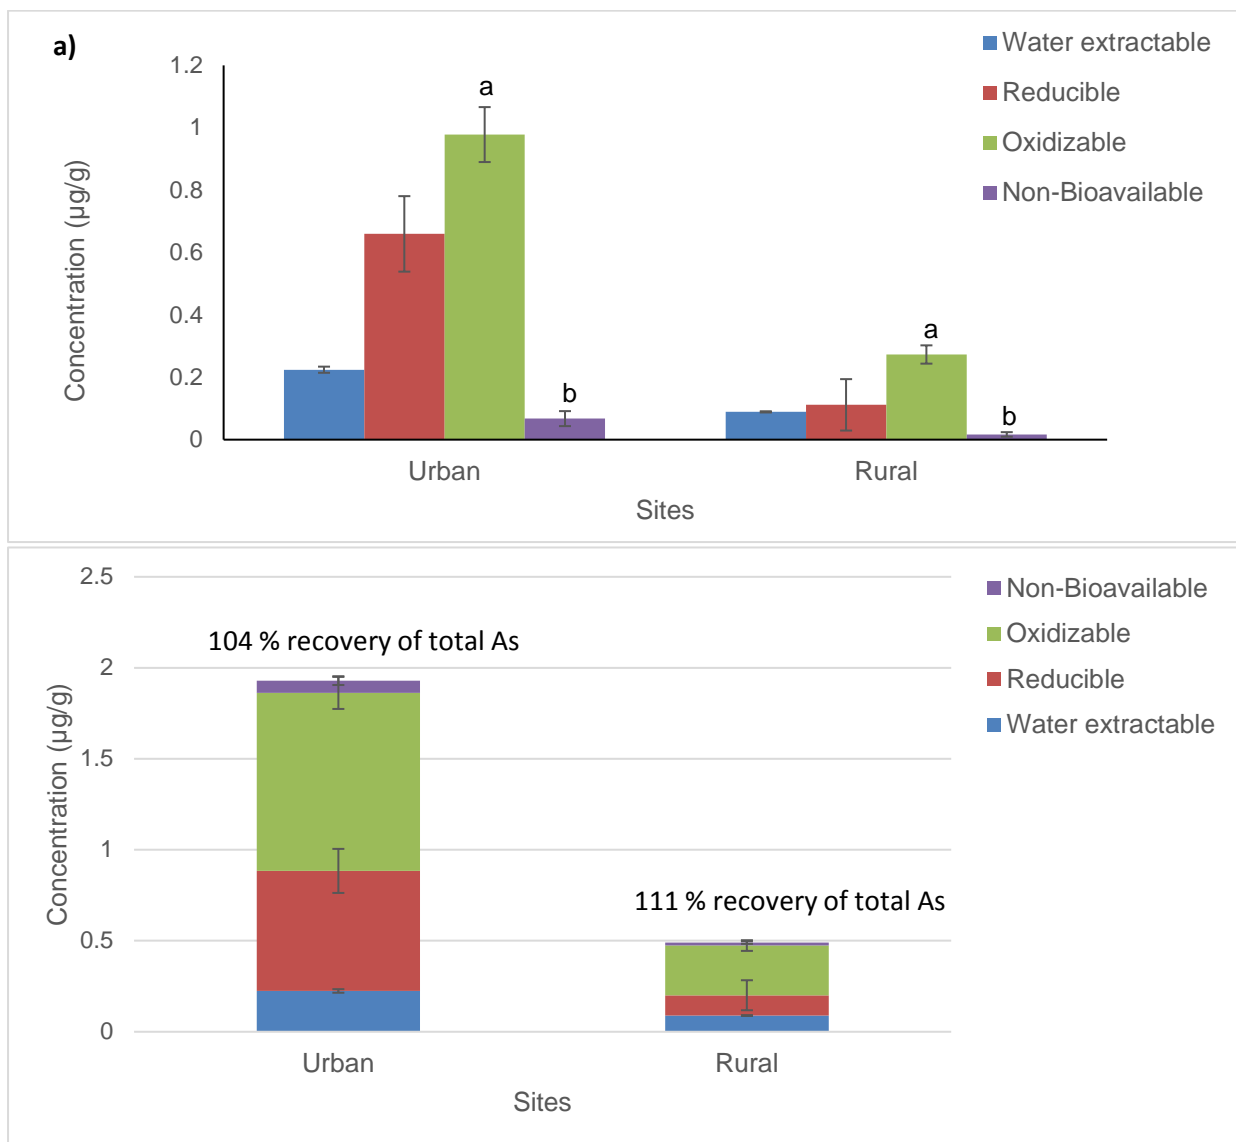 a)
Water extractable
Reducible
Oxidizable
Non-Bioavailable
1.2
1
0.8
0.6
0.4
0.2
0
Concentration (µg/g)
a
b
a
b
Urban
Rural
Sites
2.5
2
1.5
1
0.5
0
Concentration (µg/g)
104 % recovery of total As
111 % recovery of total As
Non-Bioavailable
Oxidizable
Reducible
Water extractable
Urban
Rural
Sites